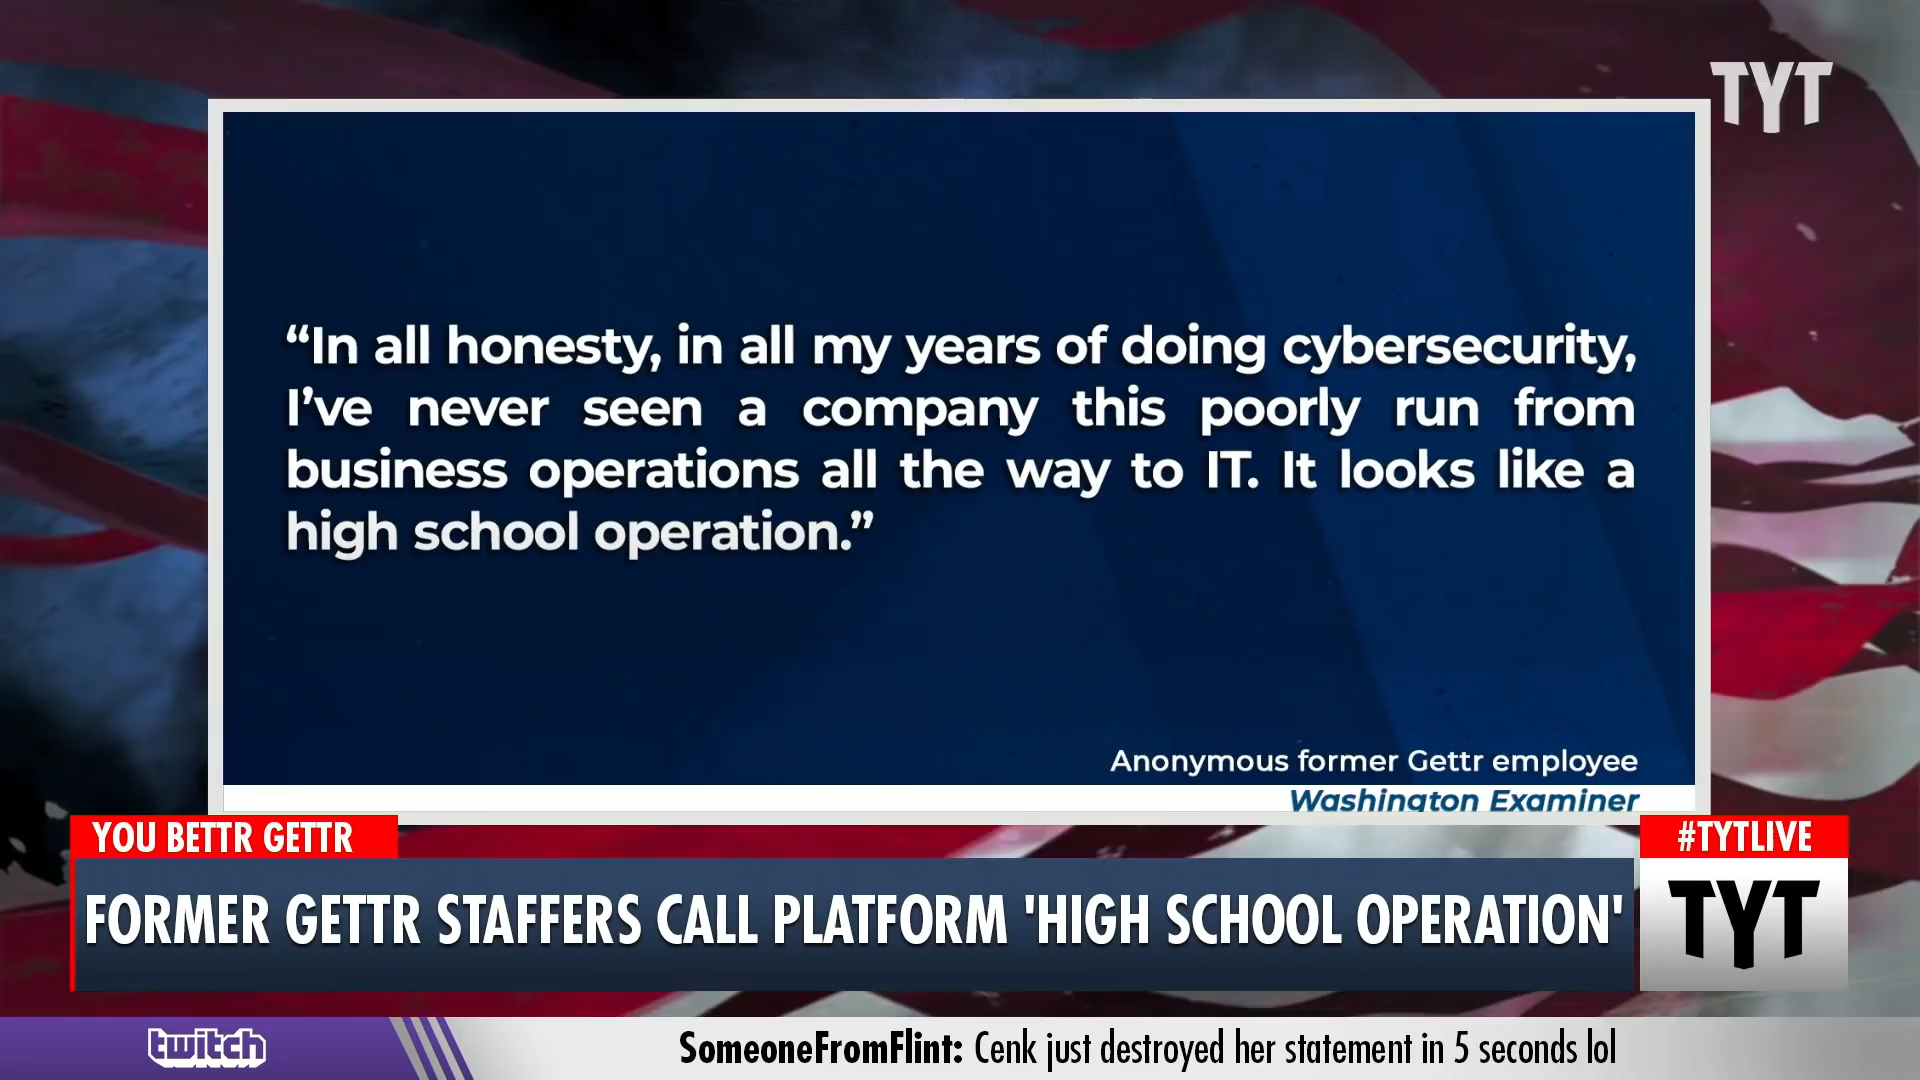 TYT
“In all honesty, in all my years of doing cybersecurity,
I’ve never seen a company this poorly run from
business operations all the way to IT. It looks like a
high school operation.”
Anonymous former Gettr employee
Washington Examiner
YOU BETTR GETTR
#TYTLIVE
FORMER GETTR STAFFERS CALL PLATFORM 'HIGH SCHOOL OPERATION'
TYT
twitch
SomeoneFromFlint: Cenk just destroyed her statement in 5 seconds lol